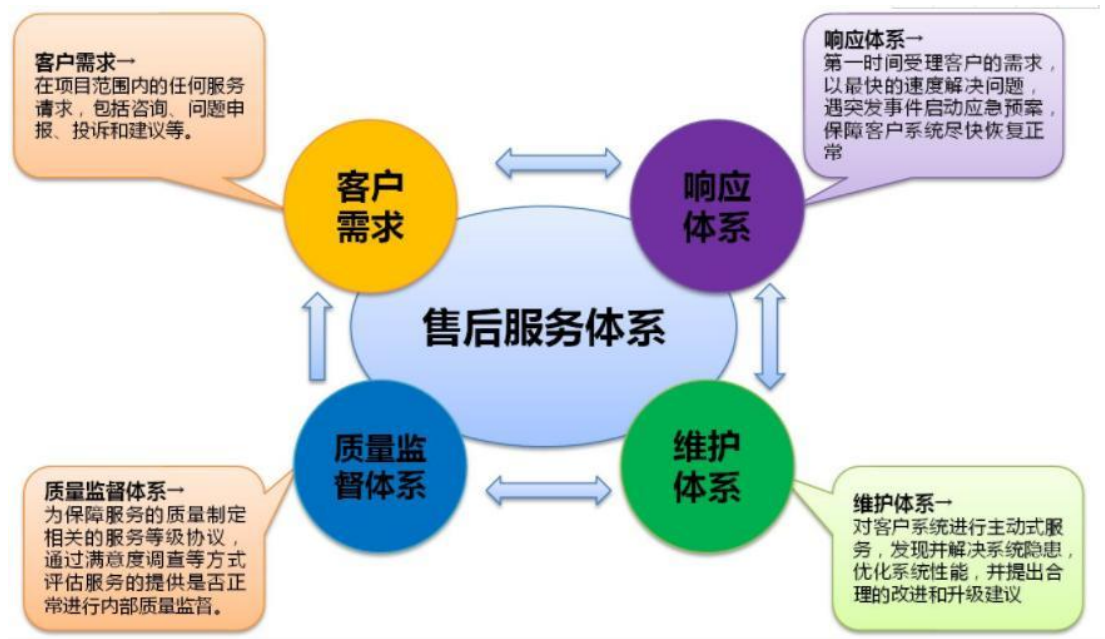 客户需求→
在项目范围内的任何服务
请求，包括咨询、问题申
报、投诉和建议等。
响应体系→
第一时间受理客户的需求，
以最快的速度解决问题，
遇突发事件启动应急预案，
保障客户系统尽快恢复正
常
客户
需求
响应
体系
售后服务体系
质量监
督体系
维护
体系
质量监督体系→
为保障服务的质量制定
相关的服务等级协议，
通过满意度调查等方式
评估服务的提供是否正
常进行内部质量监督。
维护体系→
对客户系统进行主动式服
务，发现并解决系统隐患，
优化系统性能，并提出合
理的改进和升级建议